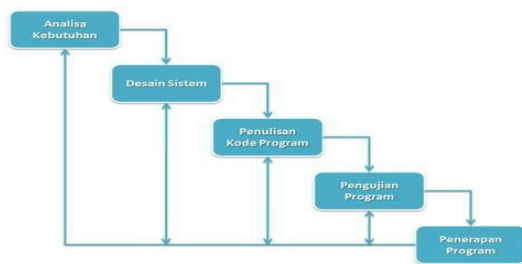 Analisa
Kebutuhan
Desain Sistem
Penulisan
Kode Program
Pengujian
Program
Penerapan
Program